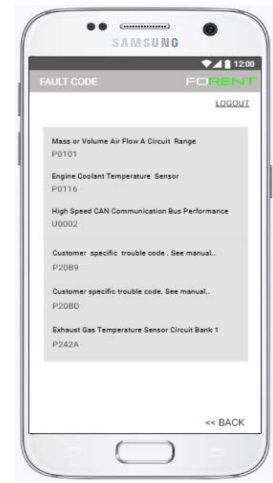 SAMSUNG
12:00
FAULT CODE
FORENT
LOGOUT
Mass or Volume Air Flow A Circuit Range
P0101
Engine Coolant Temperature Sensor
P0116
High Speed CAN Communication Bus Performance
U0002
Customer specific trouble code . See manual..
P20B9
Customer specific trouble code. See manual..
P20BD
Exhaust Gas Temperature Sensor Circuit Bank 1
P242A
<< BACK